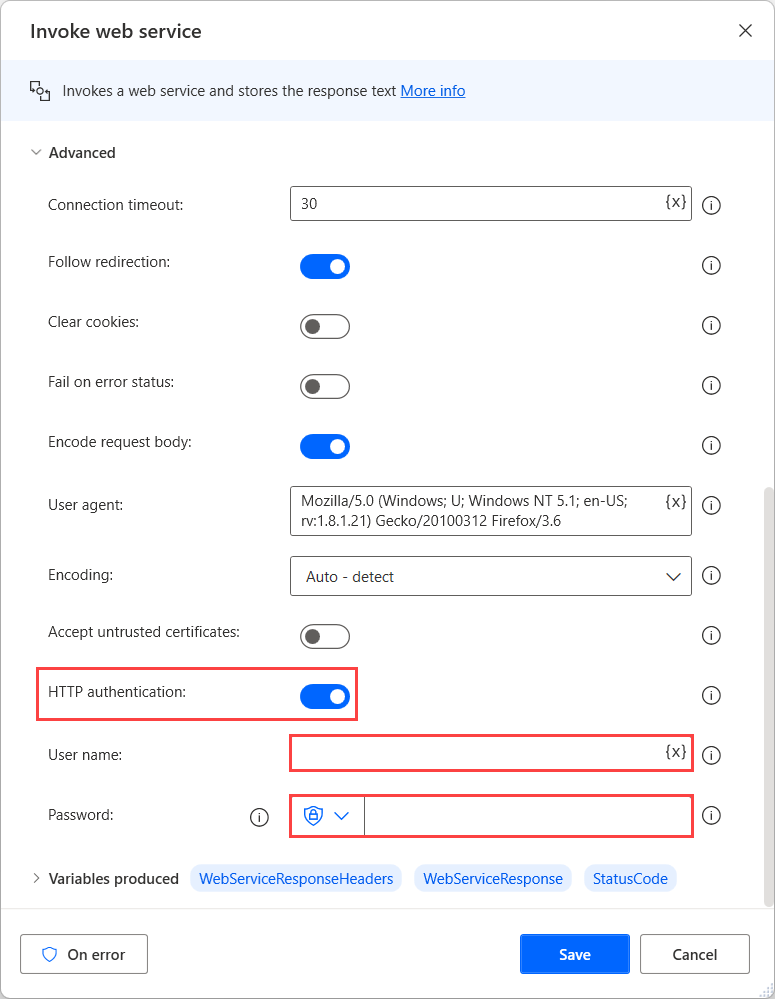 Invoke web service
Invokes a web service and stores the response text More info
Advanced
Connection timeout:
30 {x}
Follow redirection:
Clear cookies:
Fail on error status:
Encode request body:
User agent:
Mozilla/5.0 (Windows; U; Windows NT 5.1; en-US; {x}
rv:1.8.1.21) Gecko/20100312 Firefox/3.6
Encoding:
Auto - detect
Accept untrusted certificates:
HTTP authentication:
User name:
{x}
Password:
Variables produced WebServiceResponseHeaders WebServiceResponse StatusCode
On error Save Cancel